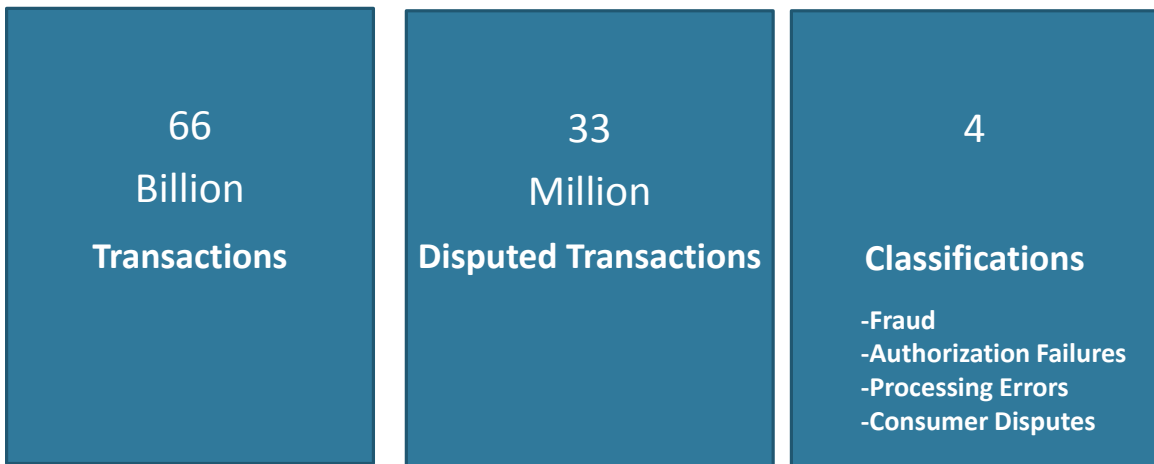 66
Billion
Transactions
33
Million
Disputed Transactions
4
Classifications
-Fraud
-Authorization Failures
-Processing Errors
-Consumer Disputes